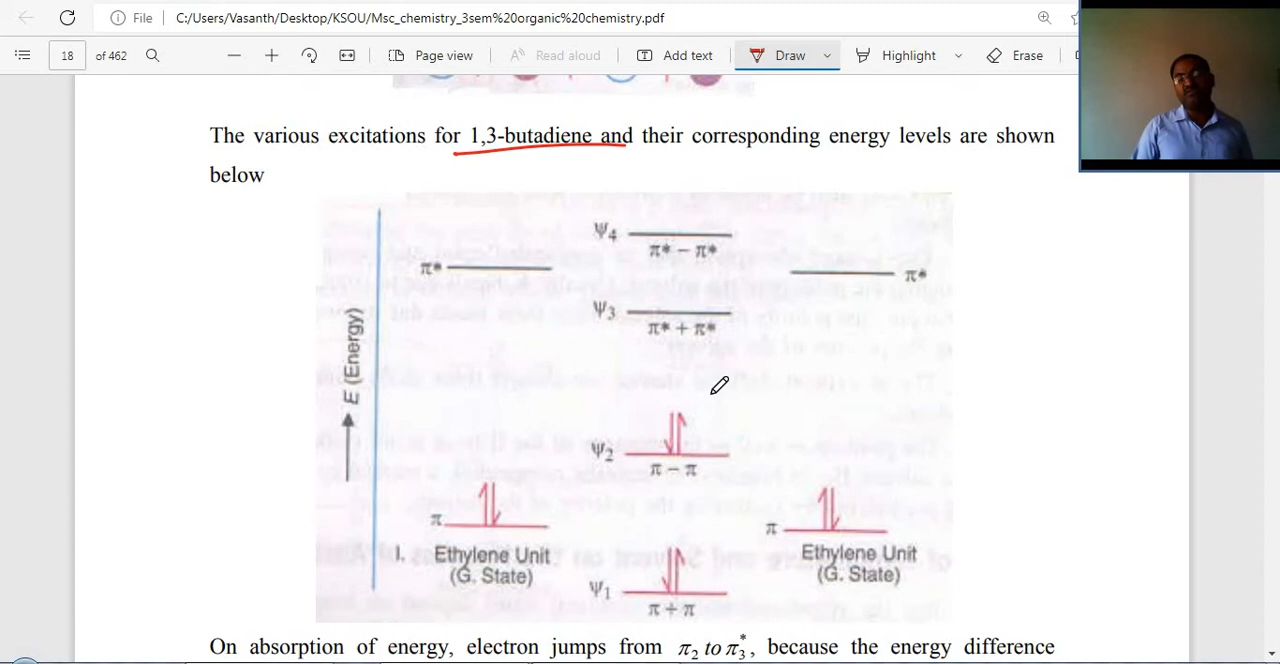 File C:/Users/Vasanth/Desktop/KSOU/Msc_chemistry_3sem%20organic%20chemistry.pdf
18 of 462 Page view Read aloud Add text Draw Highlight Erase
The various excitations for 1,3-butadiene and their corresponding energy levels are shown
below
Ψ4
π* − π*
π*
π*
Ψ3
π* + π*
E (Energy)
Ψ2
π − π
π
π
I. Ethylene Unit
(G. State)
Ethylene Unit
(G. State)
Ψ1
π + π
On absorption of energy, electron jumps from π2 to π3*, because the energy difference